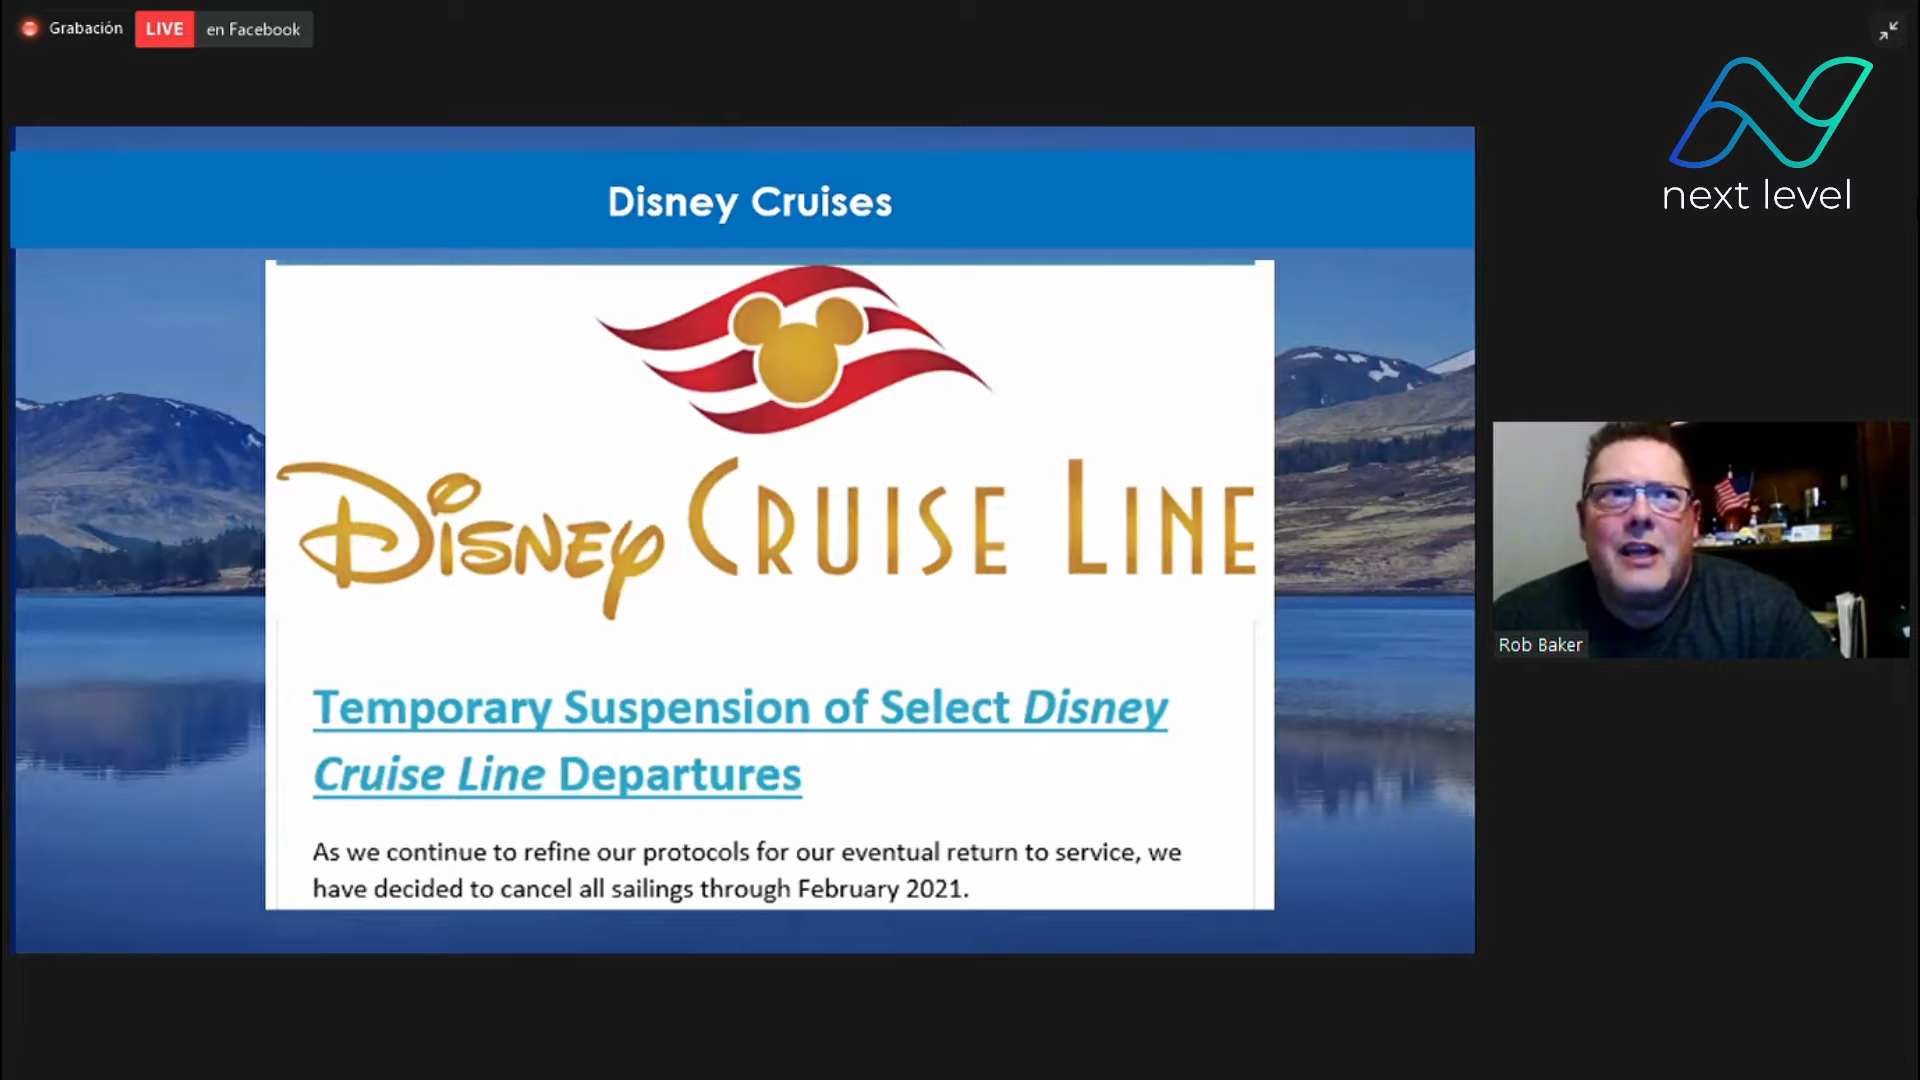 Grabación
LIVE en Facebook
next level
Disney Cruises
DISNEY CRUISE LINE
Temporary Suspension of Select Disney
Cruise Line Departures
As we continue to refine our protocols for our eventual return to service, we
have decided to cancel all sailings through February 2021.
Rob Baker